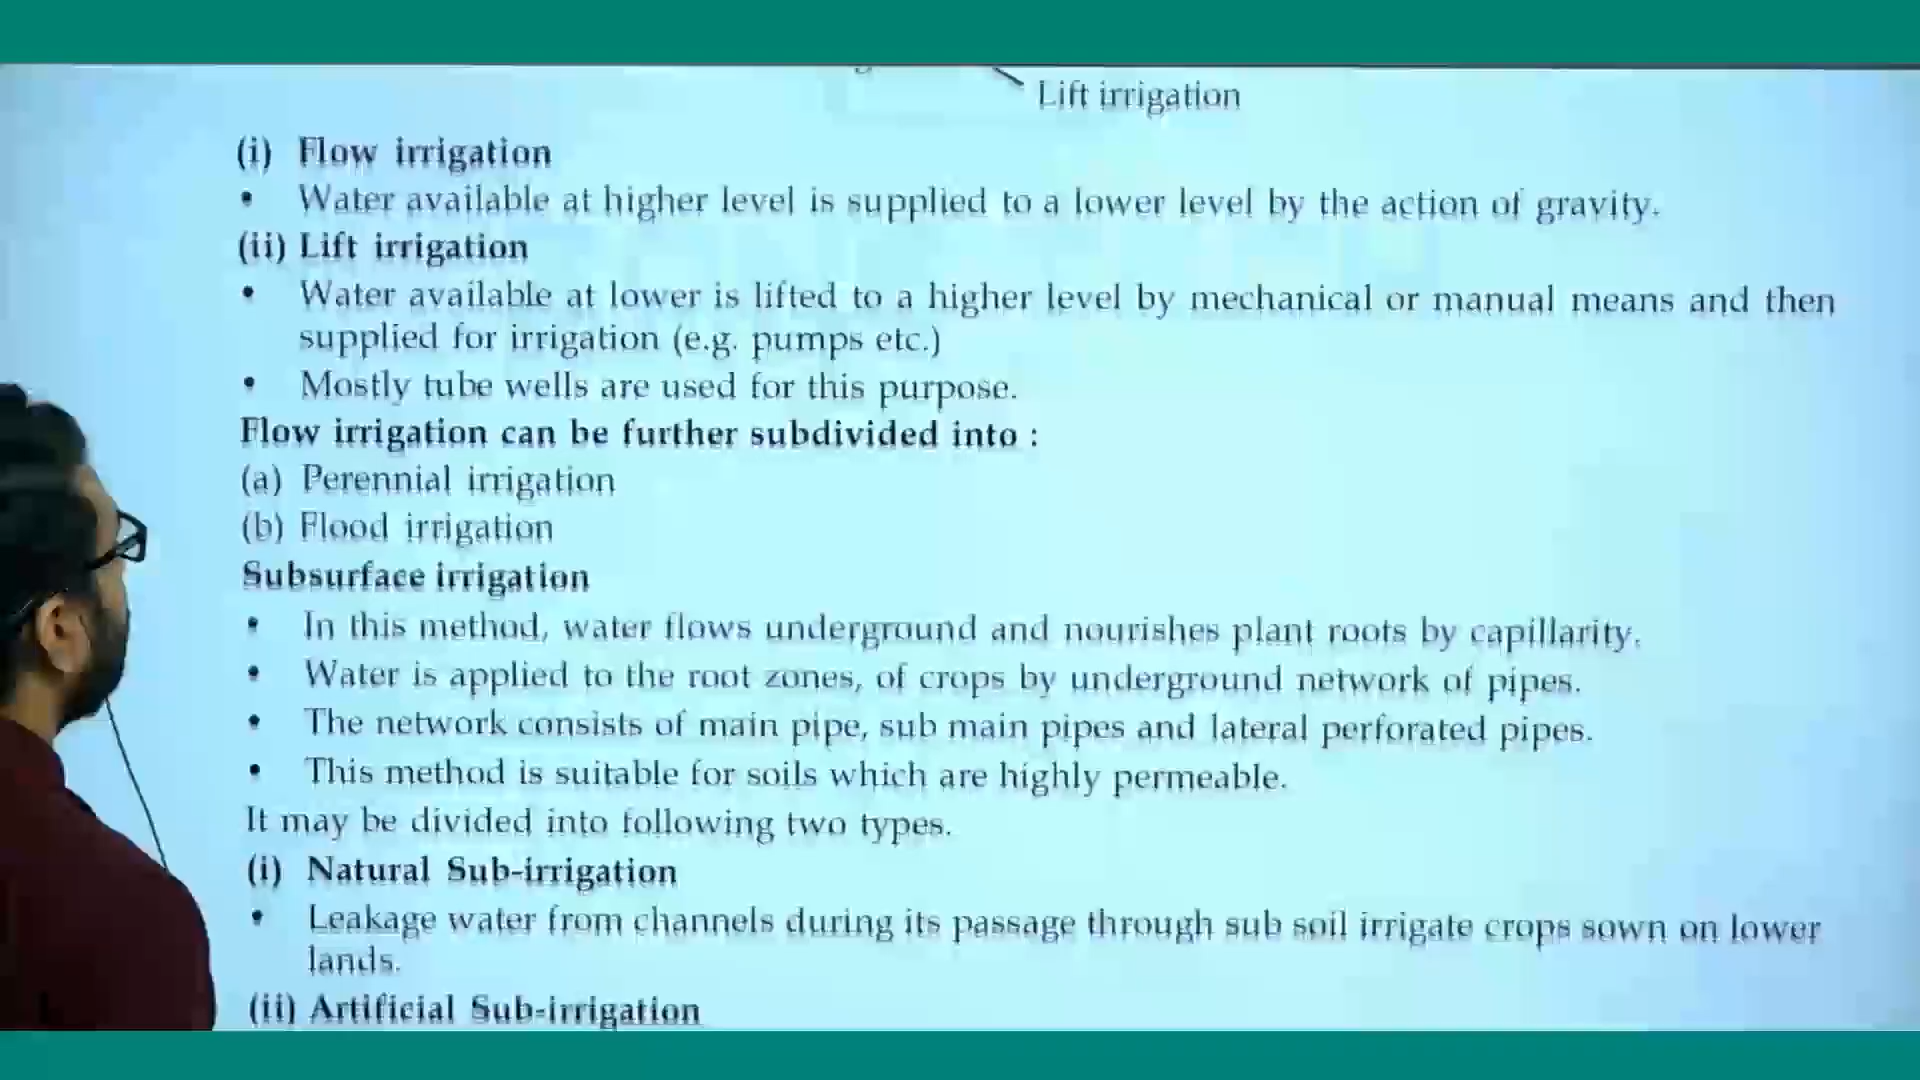 Lift irrigation
(i) Flow irrigation
• Water available at higher level is supplied to a lower level by the action of gravity.
(ii) Lift irrigation
• Water available at lower is lifted to a higher level by mechanical or manual means and then
supplied for irrigation (e.g. pumps etc.)
• Mostly tube wells are used for this purpose.
Flow irrigation can be further subdivided into :
(a) Perennial irrigation
(b) Flood irrigation
Subsurface irrigation
• In this method, water flows underground and nourishes plant roots by capillarity.
• Water is applied to the root zones, of crops by underground network of pipes.
• The network consists of main pipe, sub main pipes and lateral perforated pipes.
• This method is suitable for soils which are highly permeable.
It may be divided into following two types.
(i) Natural Sub-irrigation
• Leakage water from channels during its passage through sub soil irrigate crops sown on lower
lands.
(ii) Artificial Sub-irrigation